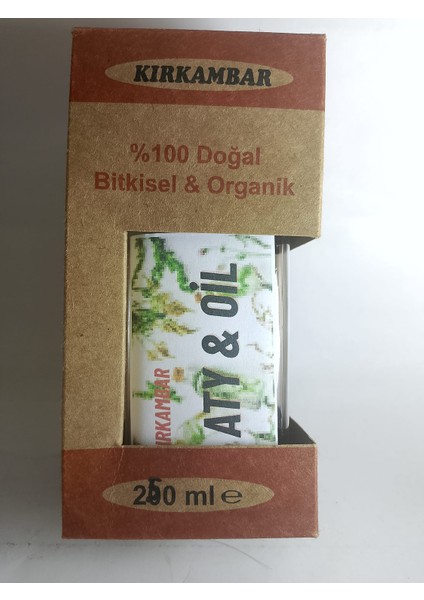 KIRKAMBAR
%100 Doğal
Bitkisel & Organik
KIRKAMBAR
ATY & OİL
250 ml ℮